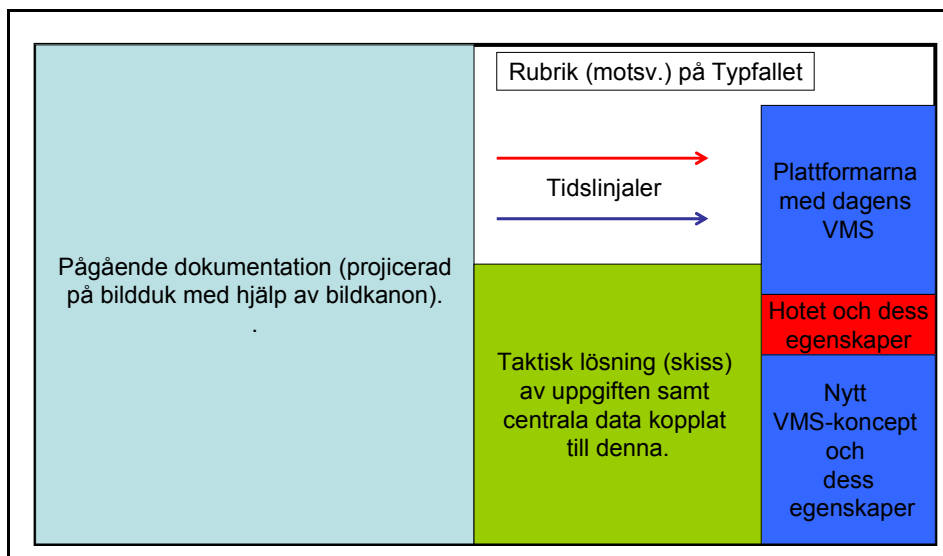 Pågående dokumentation (projicerad
på bildduk med hjälp av bildkanon).
.
Rubrik (motsv.) på Typfallet
Tidslinjaler
Taktisk lösning (skiss)
av uppgiften samt
centrala data kopplat
till denna.
Plattformarna
med dagens
VMS
Hotet och dess
egenskaper
Nytt
VMS-koncept
och
dess
egenskaper